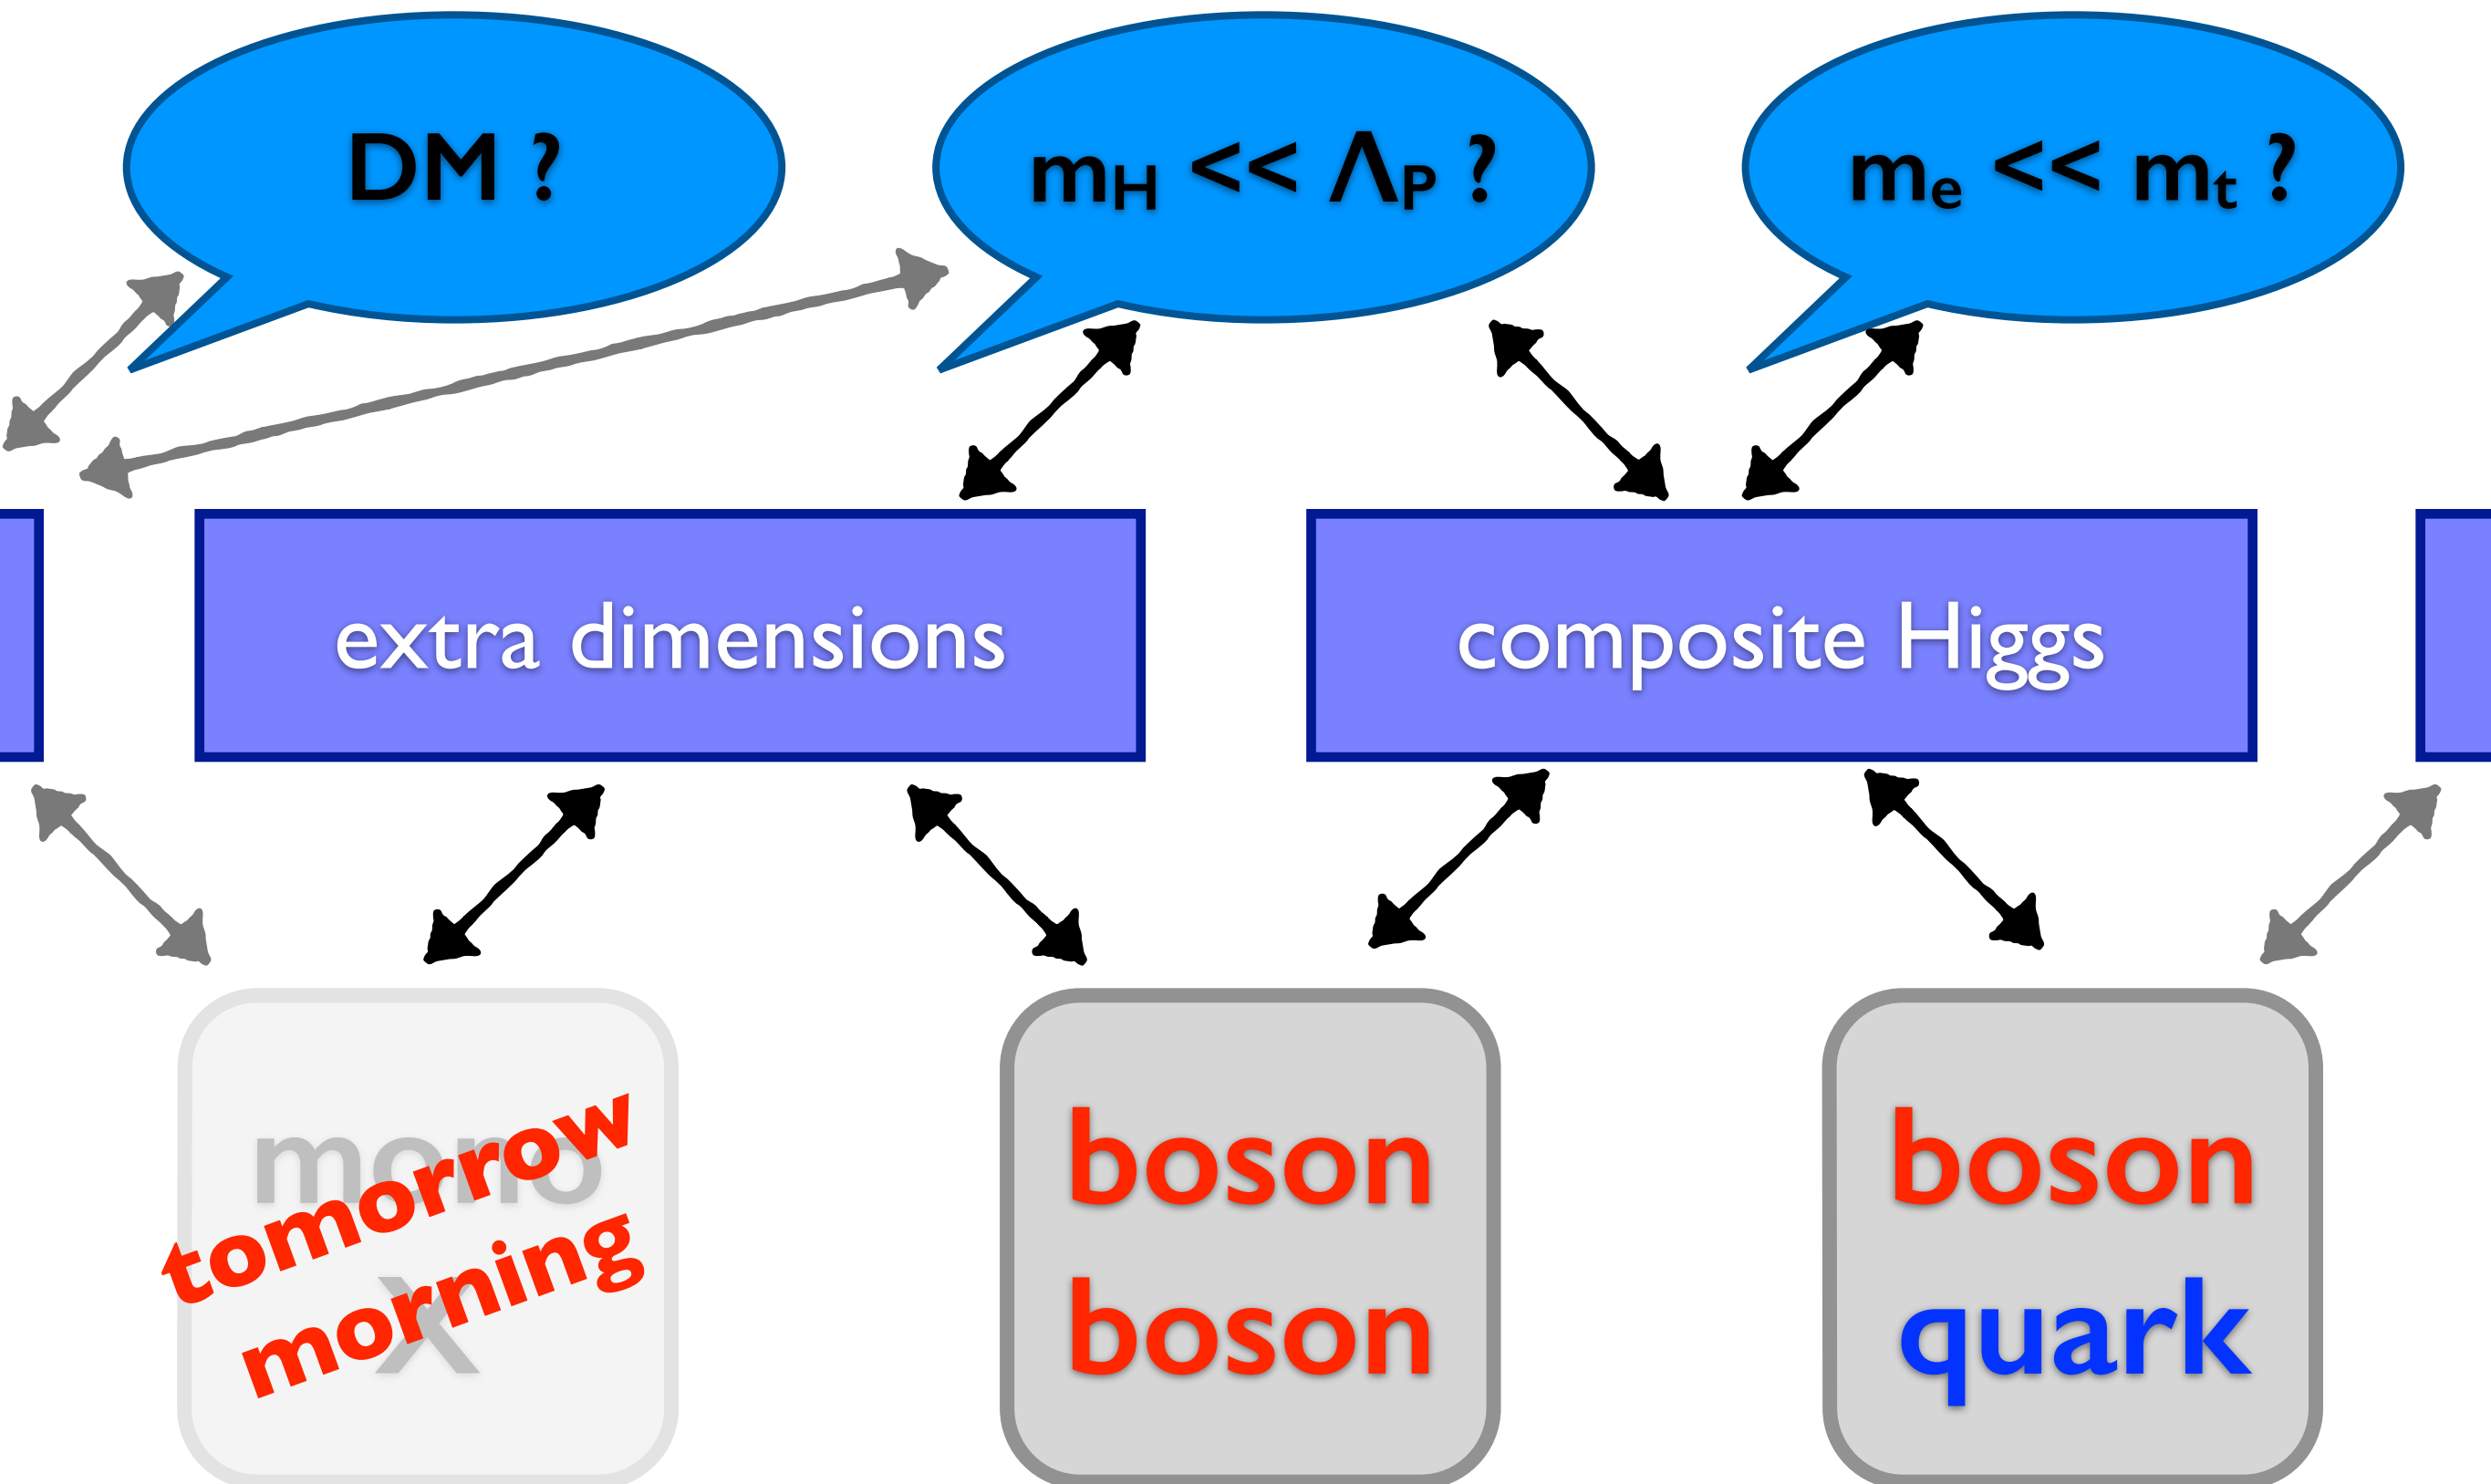 DM ?
mH << ΛP ?
me << mt ?
extra dimensions
composite Higgs
mono
x
tomorrow
morning
boson
boson
boson
quark